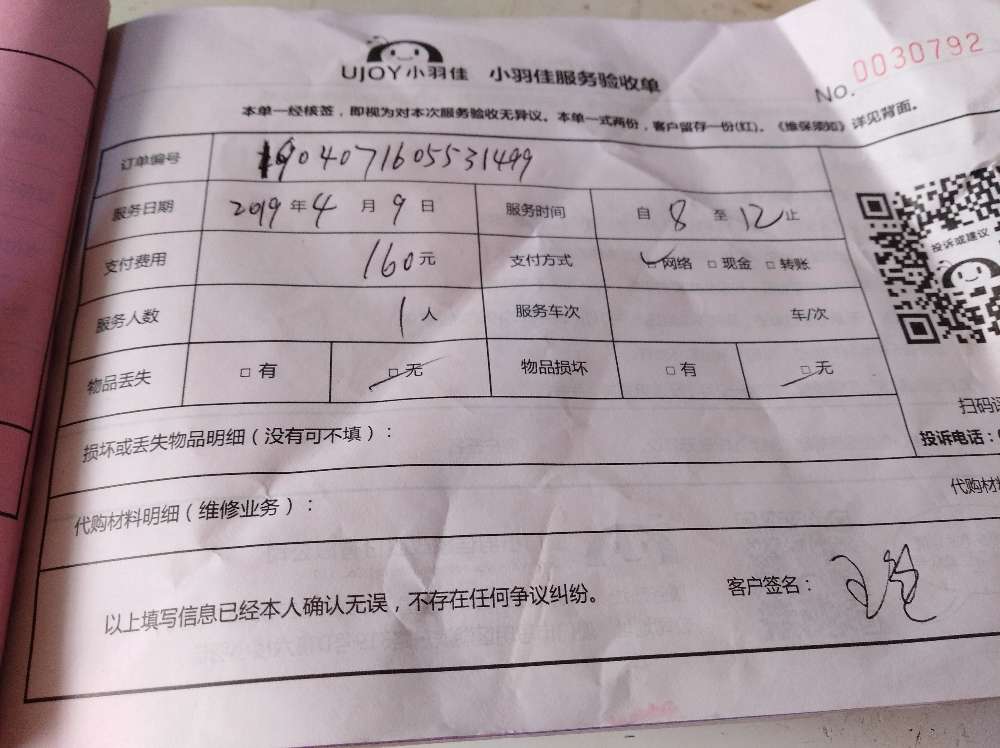 UJOY小羽佳 小羽佳服务验收单
No. 0030792
本单一经核签，即视为对本次服务验收无异议。本单一式两份，客户留存一份(红)。《维保须知》详见背面。
订单编号 1904071605531499
服务日期 2019年4月9日 服务时间 自8至12止
支付费用 160元 支付方式 □网络 □现金 □转账
服务人数 1人 服务车次 车/次
物品丢失 □有 □无 物品损坏 □有 □无
投诉或建议
扫码
投诉电话：
损坏或丢失物品明细（没有可不填）：
代购材料明细（维修业务）：
代购材
以上填写信息已经本人确认无误，不存在任何争议纠纷。
客户签名：